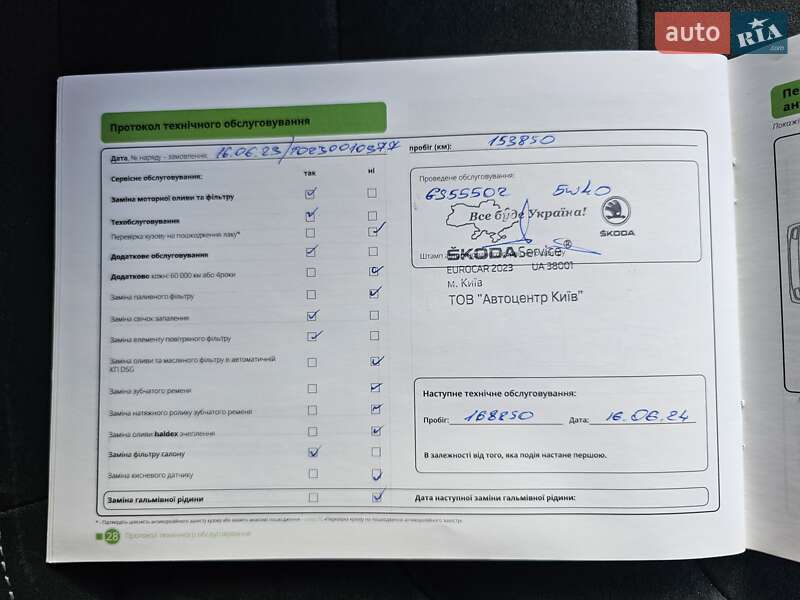 auto RIA .com
Протокол технічного обслуговування
Дата, № наряду – замовлення: 16.06.23/
пробіг (км): 153850
Сервісне обслуговування: так ні
Заміна моторної оливи та фільтру
Техобслуговування
Перевірка кузову на пошкодження лаку*
Додаткове обслуговування
Додатково кожні 60 000 км або 4роки
Заміна паливного фільтру
Заміна свічок запалення
Заміна елементу повітряного фільтру
Заміна оливи та масляного фільтру в автоматичній
КП DSG
Заміна зубчатого ременя
Заміна натяжного ролику зубчатого ременя
Заміна оливи haldex зчеплення
Заміна фільтру салону
Заміна кисневого датчику
Заміна гальмівної рідини
Проведене обслуговування:
6355502 5W40
Все буде Україна!
ŠKODA
Штамп
ŠKODA Service®
EUROCAR 2023 UA 38001
м. Київ
ТОВ "Автоцентр Київ"
Наступне технічне обслуговування:
Пробіг: 168850 Дата: 16.06.24
В залежності від того, яка подія настане першою.
Дата наступної заміни гальмівної рідини:
28 Протокол технічного обслуговування
Пе
ан
Покажі